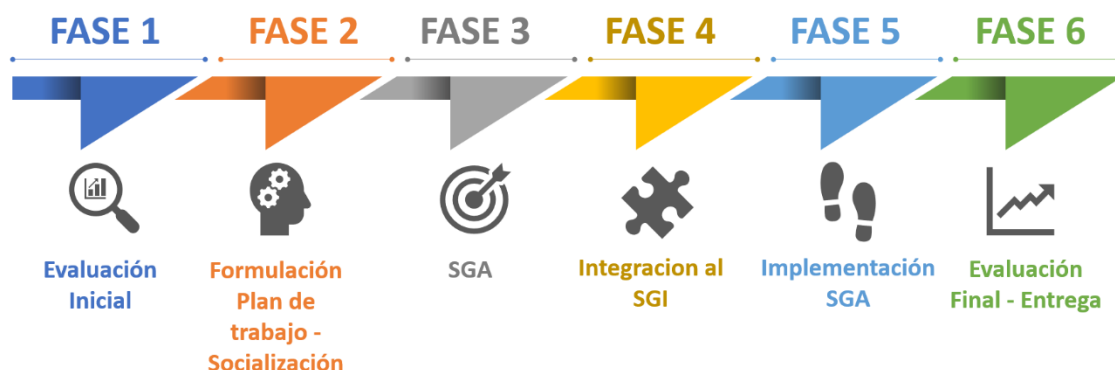 FASE 1
FASE 2
FASE 3
FASE 4
FASE 5
FASE 6
Evaluación
Inicial
Formulación
Plan de
trabajo -
Socialización
SGA
Integracion al
SGI
Implementación
SGA
Evaluación
Final - Entrega